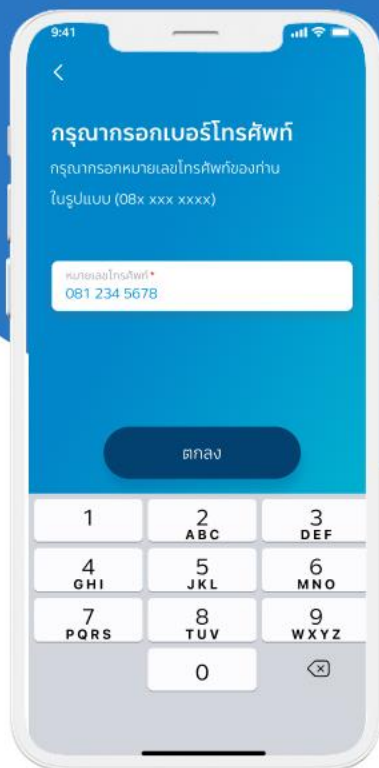 9:41
กรุณากรอกเบอร์โทรศัพท์
กรุณากรอกหมายเลขโทรศัพท์ของท่าน
ในรูปแบบ (08x xxx xxxx)
หมายเลขโทรศัพท์*
081 234 5678
ตกลง
1 2 3
ABC DEF
4 5 6
GHI JKL MNO
7 8 9
PQRS TUV WXYZ
0